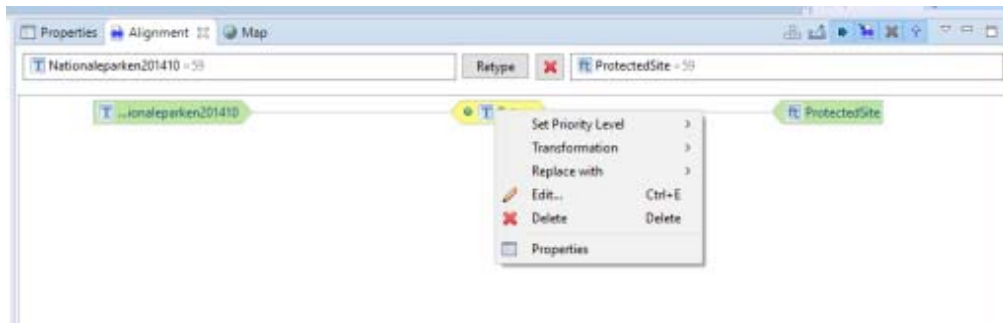 Properties Alignment Map
Nationaleparken201410 ×59 Retype ProtectedSite ×59
...ionaleparken201410 ProtectedSite
Set Priority Level
Transformation
Replace with
Edit... Ctrl+E
Delete Delete
Properties